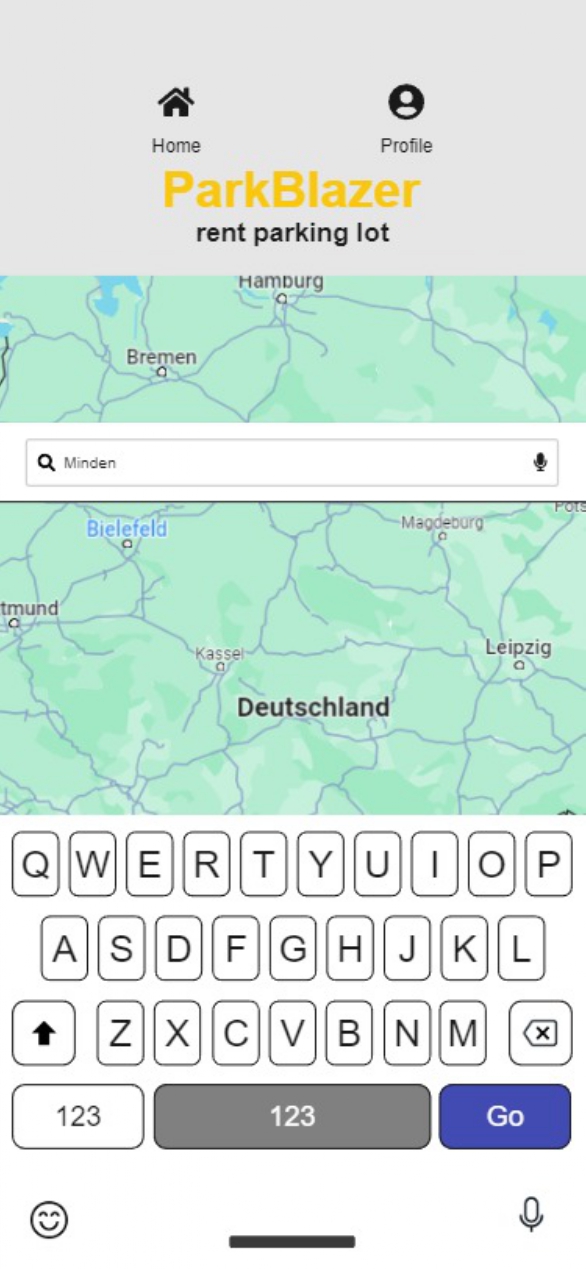 Home Profile
ParkBlazer
rent parking lot
Hamburg
Bremen
Minden
Pots
Bielefeld Magdeburg
tmund
Kassel Leipzig
Deutschland
Q W E R T Y U I O P
A S D F G H J K L
Z X C V B N M
123 123 Go